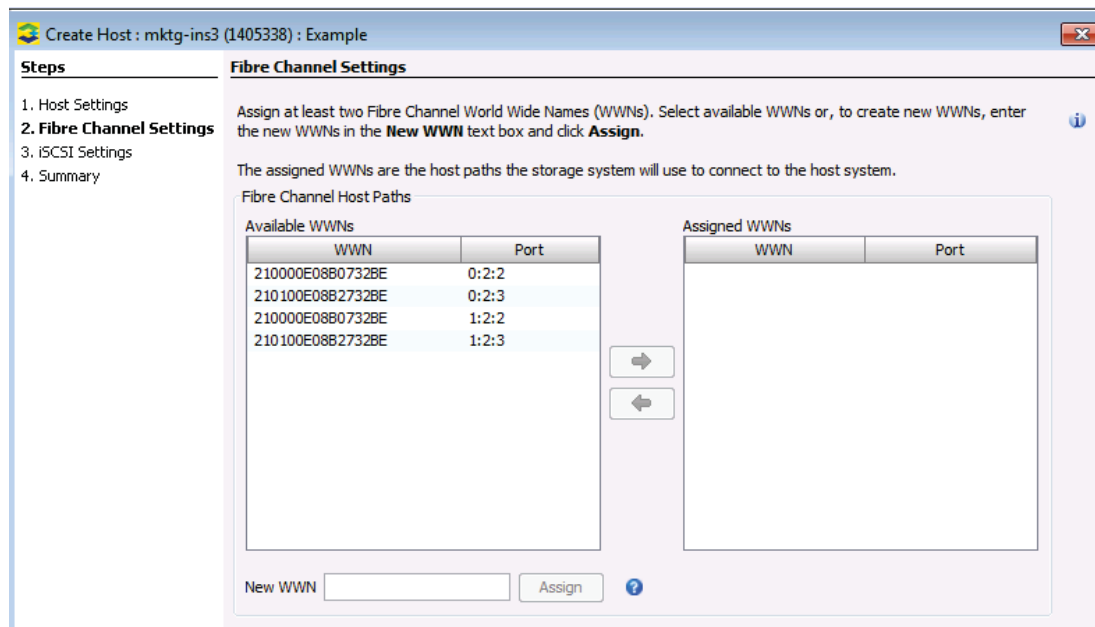 Create Host : mktg-ins3 (1405338) : Example
Steps
1. Host Settings
2. Fibre Channel Settings
3. iSCSI Settings
4. Summary
Fibre Channel Settings
Assign at least two Fibre Channel World Wide Names (WWNs). Select available WWNs or, to create new WWNs, enter
the new WWNs in the New WWN text box and click Assign.
The assigned WWNs are the host paths the storage system will use to connect to the host system.
Fibre Channel Host Paths
Available WWNs
WWN Port
210000E08B0732BE 0:2:2
210100E08B2732BE 0:2:3
210000E08B0732BE 1:2:2
210100E08B2732BE 1:2:3
Assigned WWNs
WWN Port
New WWN Assign